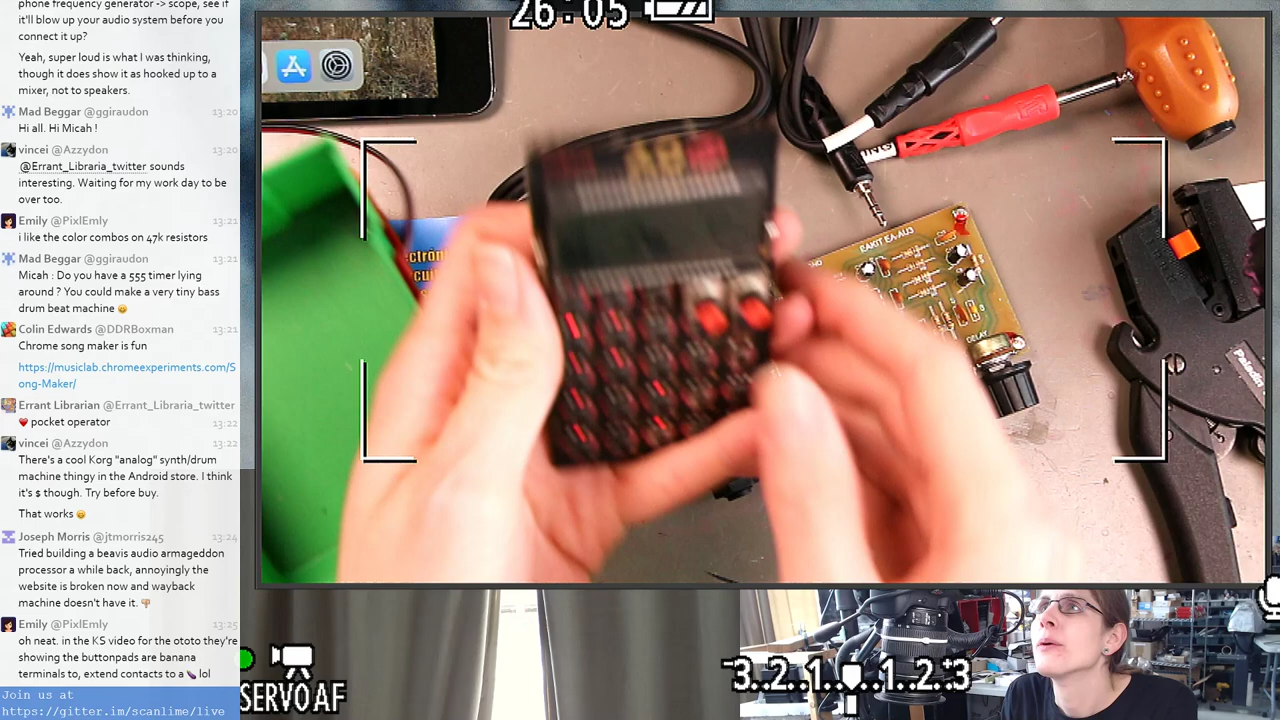 phone frequency generator -> scope, see if
it'll blow up your audio system before you
connect it up?
Yeah, super loud is what I was thinking,
though it does show it as hooked up to a
mixer, not to speakers.
Mad Beggar @ggiraudon 13:20
Hi all. Hi Micah !
vincei @Azzydon 13:20
@Errant_Libraria_twitter sounds
interesting. Waiting for my work day to be
over too.
Emily @PixlEmly 13:21
i like the color combos on 47k resistors
Mad Beggar @ggiraudon 13:21
Micah : Do you have a 555 timer lying
around ? You could make a very tiny bass
drum beat machine
Colin Edwards @DDRBoxman 13:21
Chrome song maker is fun
https://musiclab.chromeexperiments.com/S
ong-Maker/
Errant Librarian @Errant_Libraria_twitter
pocket operator 13:22
vincei @Azzydon 13:22
There's a cool Korg "analog" synth/drum
machine thingy in the Android store. I think
it's $ though. Try before buy.
That works
Joseph Morris @jtmorris245 13:24
Tried building a beavis audio armageddon
processor a while back, annoyingly the
website is broken now and wayback
machine doesn't have it.
Emily @PixlEmly 13:25
oh neat. in the KS video for the ototo they're
showing the buttonpads are banana
terminals to, extend contacts to a lol
Join us at
https://gitter.im/scanlime/live
26:05
RAKIT EA-AU3
DELAY
Paladin
SERVO AF
-3..2..1...1..2..3